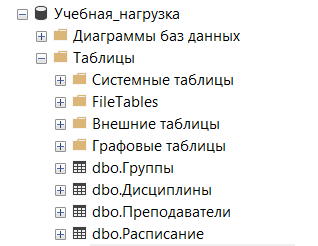 Учебная_нагрузка
Диаграммы баз данных
Таблицы
Системные таблицы
FileTables
Внешние таблицы
Графовые таблицы
dbo.Группы
dbo.Дисциплины
dbo.Преподаватели
dbo.Расписание